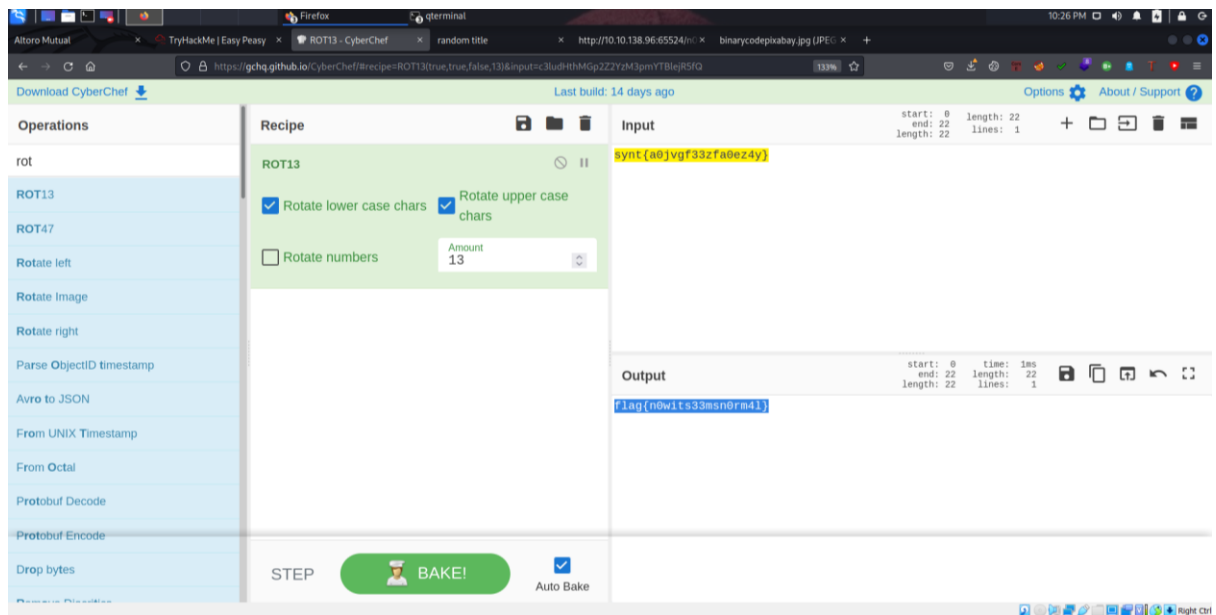 Firefox
qterminal
10:26 PM
Altoro Mutual
TryHackMe | Easy Peasy
ROT13 - CyberChef
random title
http://10.10.138.96:65524/n0
binarycodepixabay.jpg (JPEG
https://gchq.github.io/CyberChef/#recipe=ROT13(true,true,false,13)&input=c3ludHthMGp2Z2YzM3pmYTBlejR5fQ
133%
Download CyberChef
Last build: 14 days ago
Options
About / Support
Operations
rot
ROT13
ROT47
Rotate left
Rotate Image
Rotate right
Parse ObjectID timestamp
Avro to JSON
From UNIX Timestamp
From Octal
Protobuf Decode
Protobuf Encode
Drop bytes
Recipe
ROT13
Rotate lower case chars
Rotate upper case
chars
Rotate numbers
Amount
13
STEP
BAKE!
Auto Bake
Input
start: 0
end: 22
length: 22
length: 22
lines: 1
synt{a0jvgf33zfa0ez4y}
Output
start: 0
end: 22
length: 22
time: 1ms
length: 22
lines: 1
flag{n0wits33msn0rm4l}
Right Ctrl